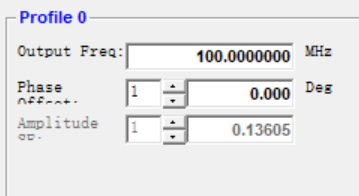 Profile 0
Output Freq: 100.0000000 MHz
Phase 1 0.000 Deg
Offset:
Amplitude 1 0.13605